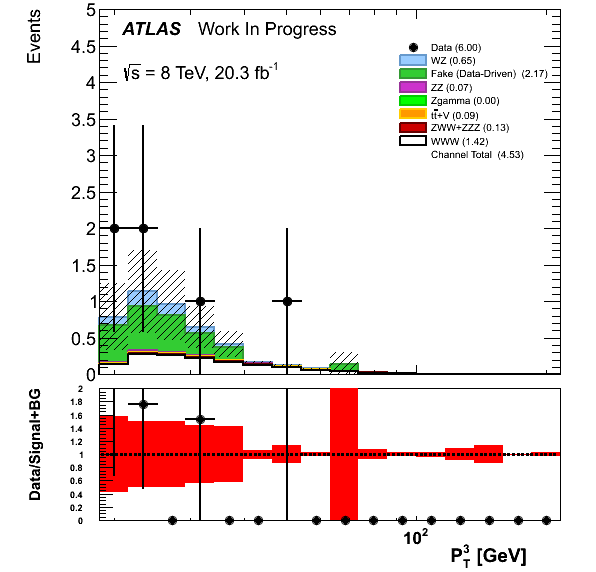 Events
ATLAS Work In Progress
√s = 8 TeV, 20.3 fb⁻¹
Data (6.00)
WZ (0.65)
Fake (Data-Driven) (2.17)
ZZ (0.07)
Zgamma (0.00)
tt̄+V (0.09)
ZWW+ZZZ (0.13)
WWW (1.42)
Channel Total (4.53)
5
4.5
4
3.5
3
2.5
2
1.5
1
0.5
0
Data/Signal+BG
2
1.8
1.6
1.4
1.2
1
0.8
0.6
0.4
0.2
0
10²
P³_T [GeV]